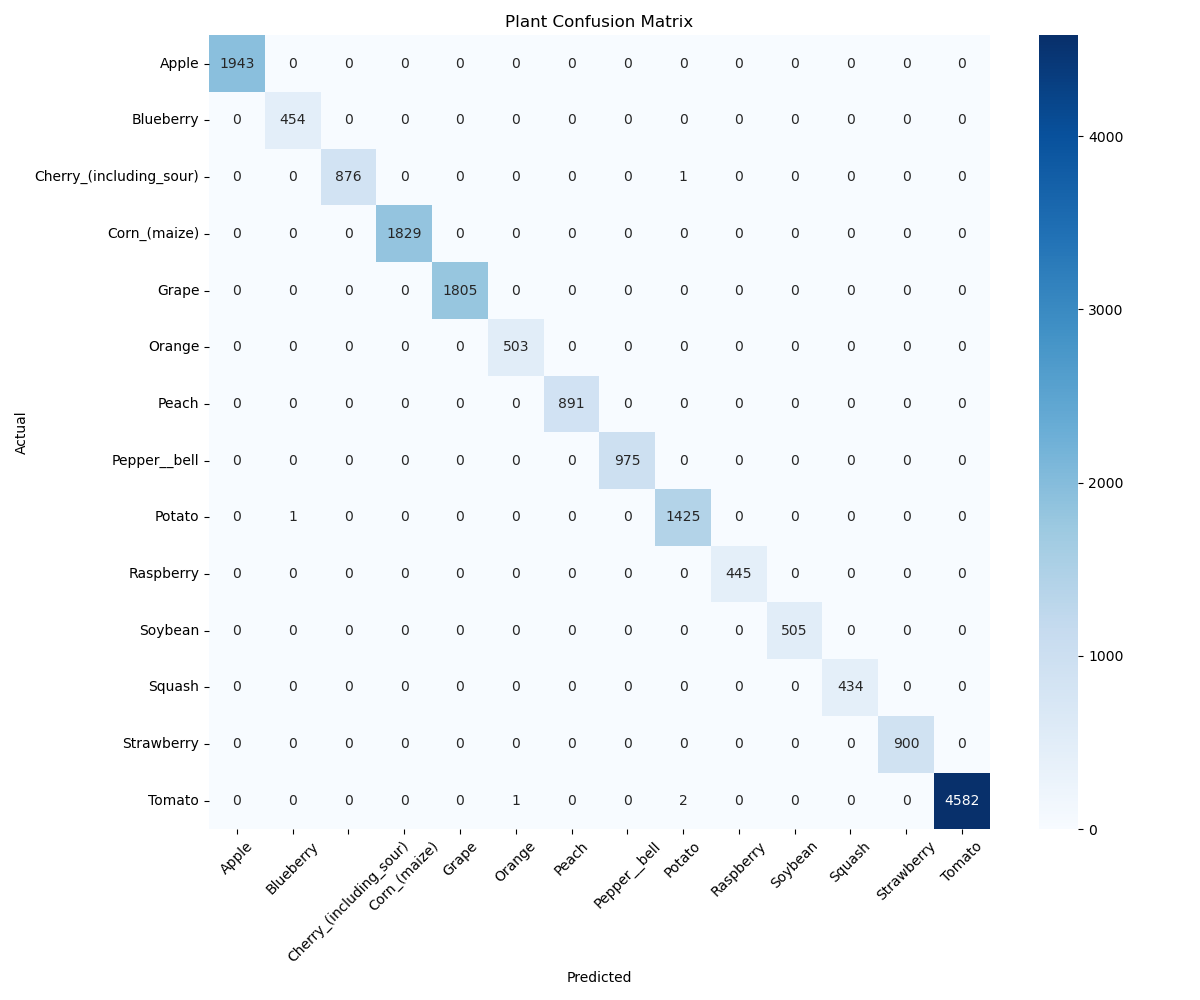 Plant Confusion Matrix
Apple 1943 0 0 0 0 0 0 0 0 0 0 0 0 0
Blueberry 0 454 0 0 0 0 0 0 0 0 0 0 0 0
Cherry_(including_sour) 0 0 876 0 0 0 0 0 1 0 0 0 0 0
Corn_(maize) 0 0 0 1829 0 0 0 0 0 0 0 0 0 0
Grape 0 0 0 0 1805 0 0 0 0 0 0 0 0 0
Orange 0 0 0 0 0 503 0 0 0 0 0 0 0 0
Peach 0 0 0 0 0 0 891 0 0 0 0 0 0 0
Pepper__bell 0 0 0 0 0 0 0 975 0 0 0 0 0 0
Potato 0 1 0 0 0 0 0 0 1425 0 0 0 0 0
Raspberry 0 0 0 0 0 0 0 0 0 445 0 0 0 0
Soybean 0 0 0 0 0 0 0 0 0 0 505 0 0 0
Squash 0 0 0 0 0 0 0 0 0 0 0 434 0 0
Strawberry 0 0 0 0 0 0 0 0 0 0 0 0 900 0
Tomato 0 0 0 0 0 1 0 0 2 0 0 0 0 4582
Apple Blueberry Cherry_(including_sour) Corn_(maize) Grape Orange Peach Pepper__bell Potato Raspberry Soybean Squash Strawberry Tomato
Predicted
Actual
4000
3000
2000
1000
0